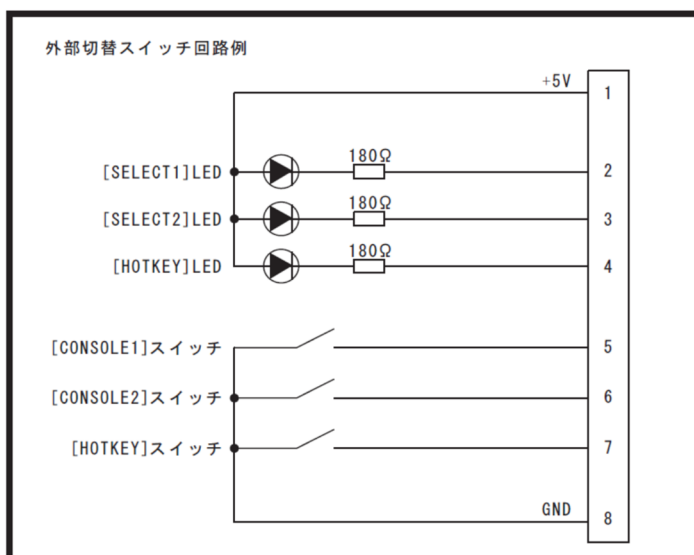 外部切替スイッチ回路例
+5V
1
[SELECT1]LED
180Ω
2
[SELECT2]LED
180Ω
3
[HOTKEY]LED
180Ω
4
[CONSOLE1]スイッチ
5
[CONSOLE2]スイッチ
6
[HOTKEY]スイッチ
7
GND
8